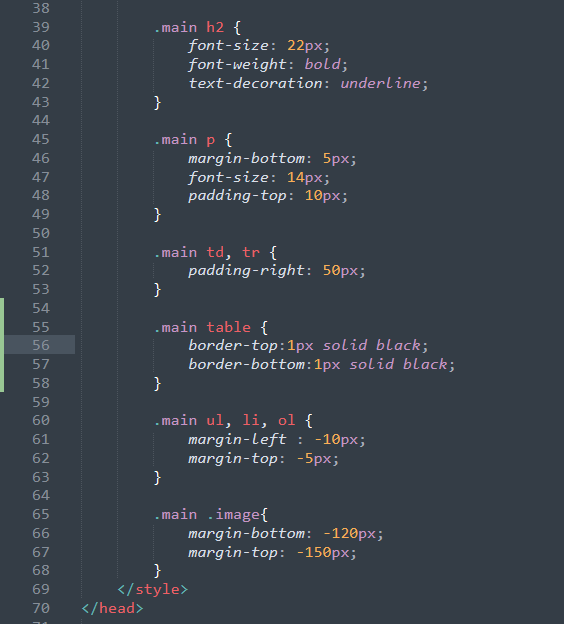 38
39 .main h2 {
40 font-size: 22px;
41 font-weight: bold;
42 text-decoration: underline;
43 }
44
45 .main p {
46 margin-bottom: 5px;
47 font-size: 14px;
48 padding-top: 10px;
49 }
50
51 .main td, tr {
52 padding-right: 50px;
53 }
54
55 .main table {
56 border-top:1px solid black;
57 border-bottom:1px solid black;
58 }
59
60 .main ul, li, ol {
61 margin-left : -10px;
62 margin-top: -5px;
63 }
64
65 .main .image{
66 margin-bottom: -120px;
67 margin-top: -150px;
68 }
69 </style>
70 </head>
71